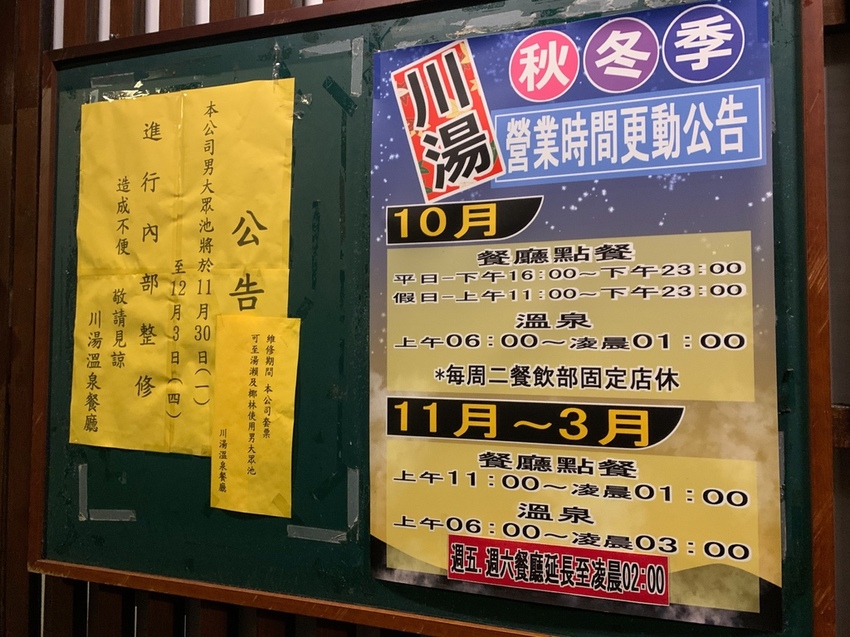 公告
本公司男大眾池將於11月30日(一)
至12月3日(四)
進行內部整修
造成不便 敬請見諒
川湯溫泉餐廳
維修期間 本公司套票
可至湯瀨及椰林使用男大眾池
川湯溫泉餐廳
川湯
秋冬季
營業時間更動公告
10月
餐廳點餐
平日-下午16:00~下午23:00
假日-上午11:00~下午23:00
溫泉
上午06:00~凌晨01:00
*每周二餐飲部固定店休
11月~3月
餐廳點餐
上午11:00~凌晨01:00
溫泉
上午06:00~凌晨03:00
週五.週六餐廳延長至凌晨02:00